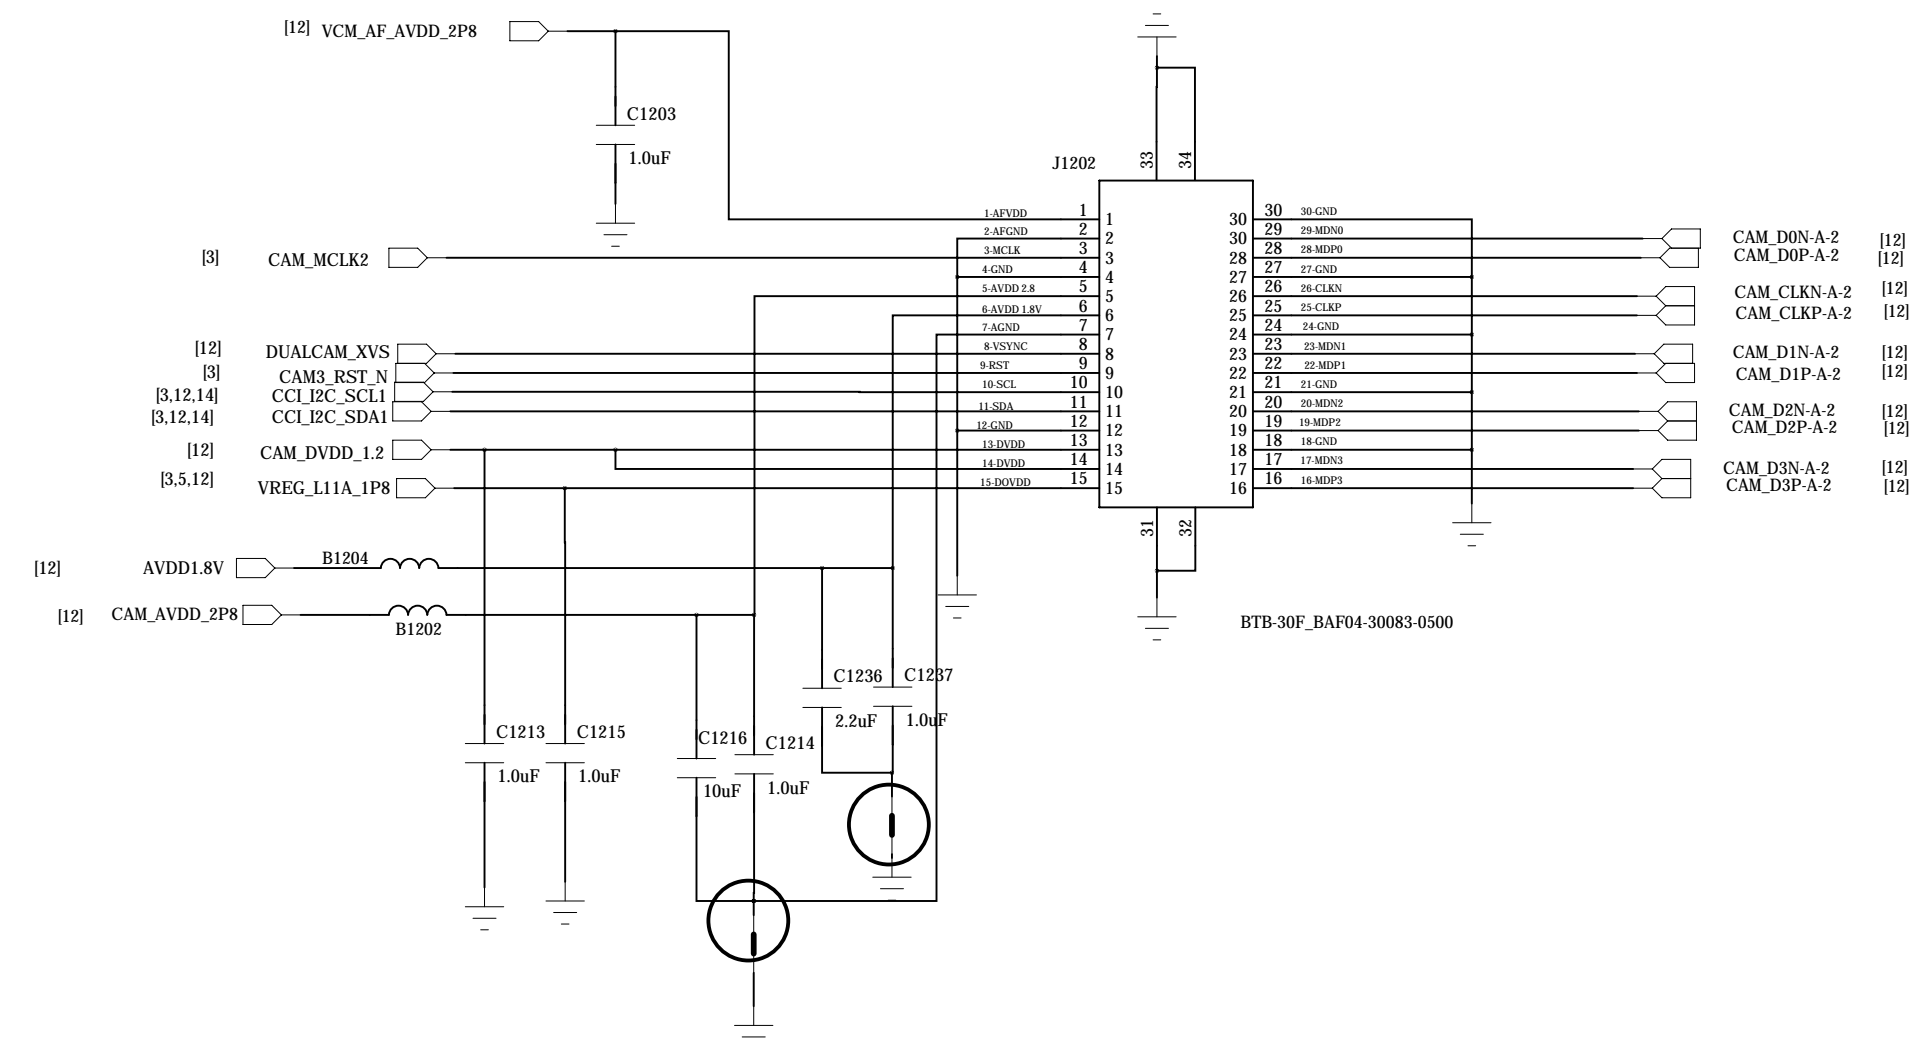 [12] VCM_AF_AVDD_2P8
C1203
1.0uF
J1202
33
34
1-AFVDD 1 1
2-AFGND 2 2
[3] CAM_MCLK2 3-MCLK 3 3
4-GND 4 4
5-AVDD 2.8 5 5
6-AVDD 1.8V 6 6
7-AGND 7 7
[12] DUALCAM_XVS 8-VSYNC 8 8
[3] CAM3_RST_N 9-RST 9 9
[3,12,14] CCI_I2C_SCL1 10-SCL 10 10
[3,12,14] CCI_I2C_SDA1 11-SDA 11 11
12-GND 12 12
[12] CAM_DVDD_1.2 13-DVDD 13 13
14-DVDD 14 14
[3,5,12] VREG_L11A_1P8 15-DOVDD 15 15
30 30 30-GND
30 29 29-MDN0 CAM_D0N-A-2 [12]
28 28 28-MDP0 CAM_D0P-A-2 [12]
27 27 27-GND
26 26 26-CLKN CAM_CLKN-A-2 [12]
25 25 25-CLKP CAM_CLKP-A-2 [12]
24 24 24-GND
23 23 23-MDN1 CAM_D1N-A-2 [12]
22 22 22-MDP1 CAM_D1P-A-2 [12]
21 21 21-GND
20 20 20-MDN2 CAM_D2N-A-2 [12]
19 19 19-MDP2 CAM_D2P-A-2 [12]
18 18 18-GND
17 17 17-MDN3 CAM_D3N-A-2 [12]
16 16 16-MDP3 CAM_D3P-A-2 [12]
31
32
[12] AVDD1.8V B1204
[12] CAM_AVDD_2P8
B1202
BTB-30F_BAF04-30083-0500
C1236
2.2uF
C1237
1.0uF
C1213
1.0uF
C1215
1.0uF
C1216
10uF
C1214
1.0uF